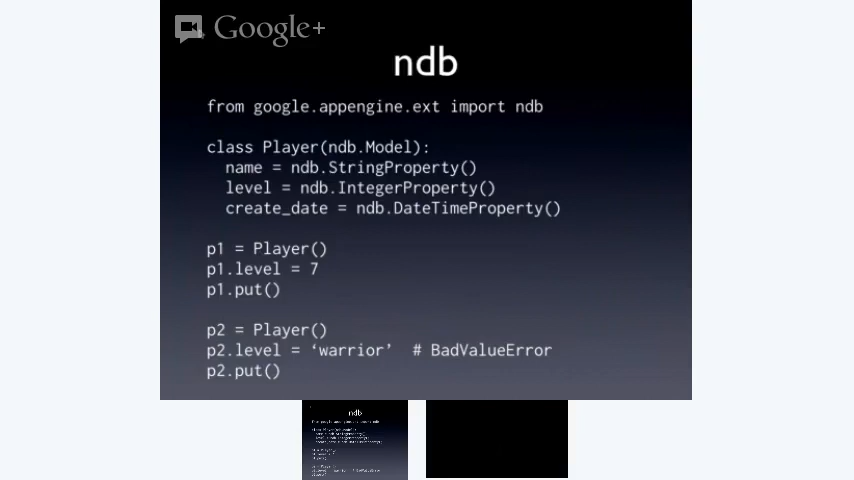 Google+
ndb
from google.appengine.ext import ndb
class Player(ndb.Model):
name = ndb.StringProperty()
level = ndb.IntegerProperty()
create_date = ndb.DateTimeProperty()
p1 = Player()
p1.level = 7
p1.put()
p2 = Player()
p2.level = ‘warrior’ # BadValueError
p2.put()
ndb